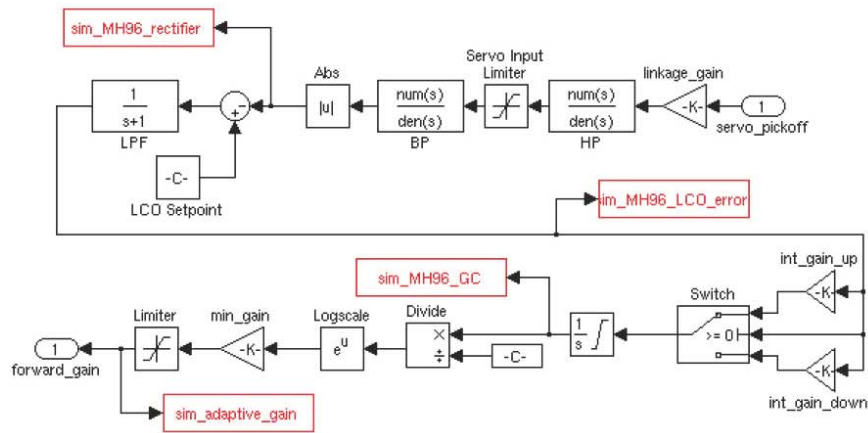 sim_MH96_rectifier
Servo Input
Limiter
linkage_gain
Abs
1
s+1
LPF
+
-
|u|
num(s)
den(s)
BP
num(s)
den(s)
HP
-K-
1
servo_pickoff
-C-
LCO Setpoint
im_MH96_LCO_error
int_gain_up
sim_MH96_GC
Switch
-K-
Limiter
min_gain
Logscale
Divide
1
s
>= 0
1
forward_gain
-K-
e^u
×
÷
-C-
-K-
int_gain_down
sim_adaptive_gain